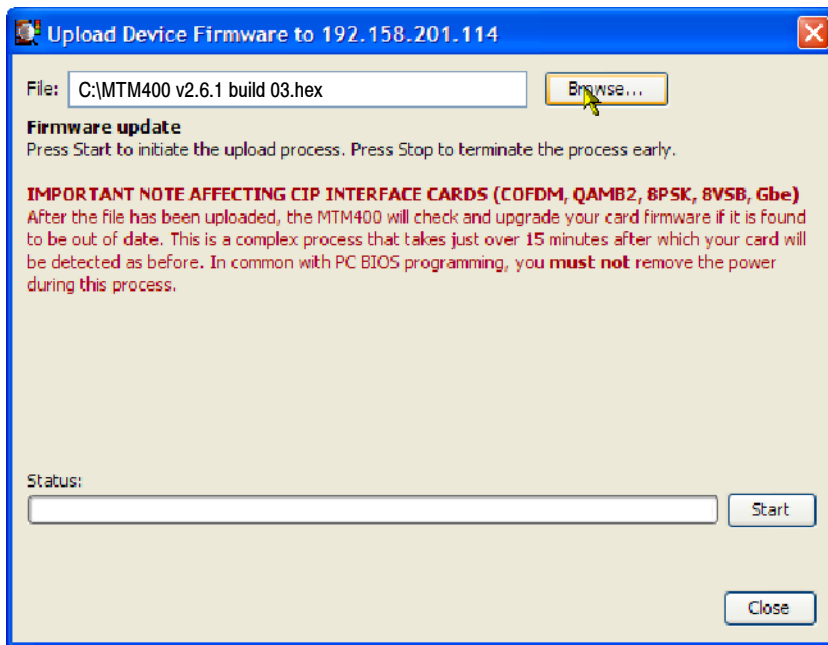 Upload Device Firmware to 192.158.201.114
File: C:\MTM400 v2.6.1 build 03.hex Browse...
Firmware update
Press Start to initiate the upload process. Press Stop to terminate the process early.
IMPORTANT NOTE AFFECTING CIP INTERFACE CARDS (COFDM, QAMB2, 8PSK, 8VSB, Gbe)
After the file has been uploaded, the MTM400 will check and upgrade your card firmware if it is found
to be out of date. This is a complex process that takes just over 15 minutes after which your card will
be detected as before. In common with PC BIOS programming, you must not remove the power
during this process.
Status:
Start
Close